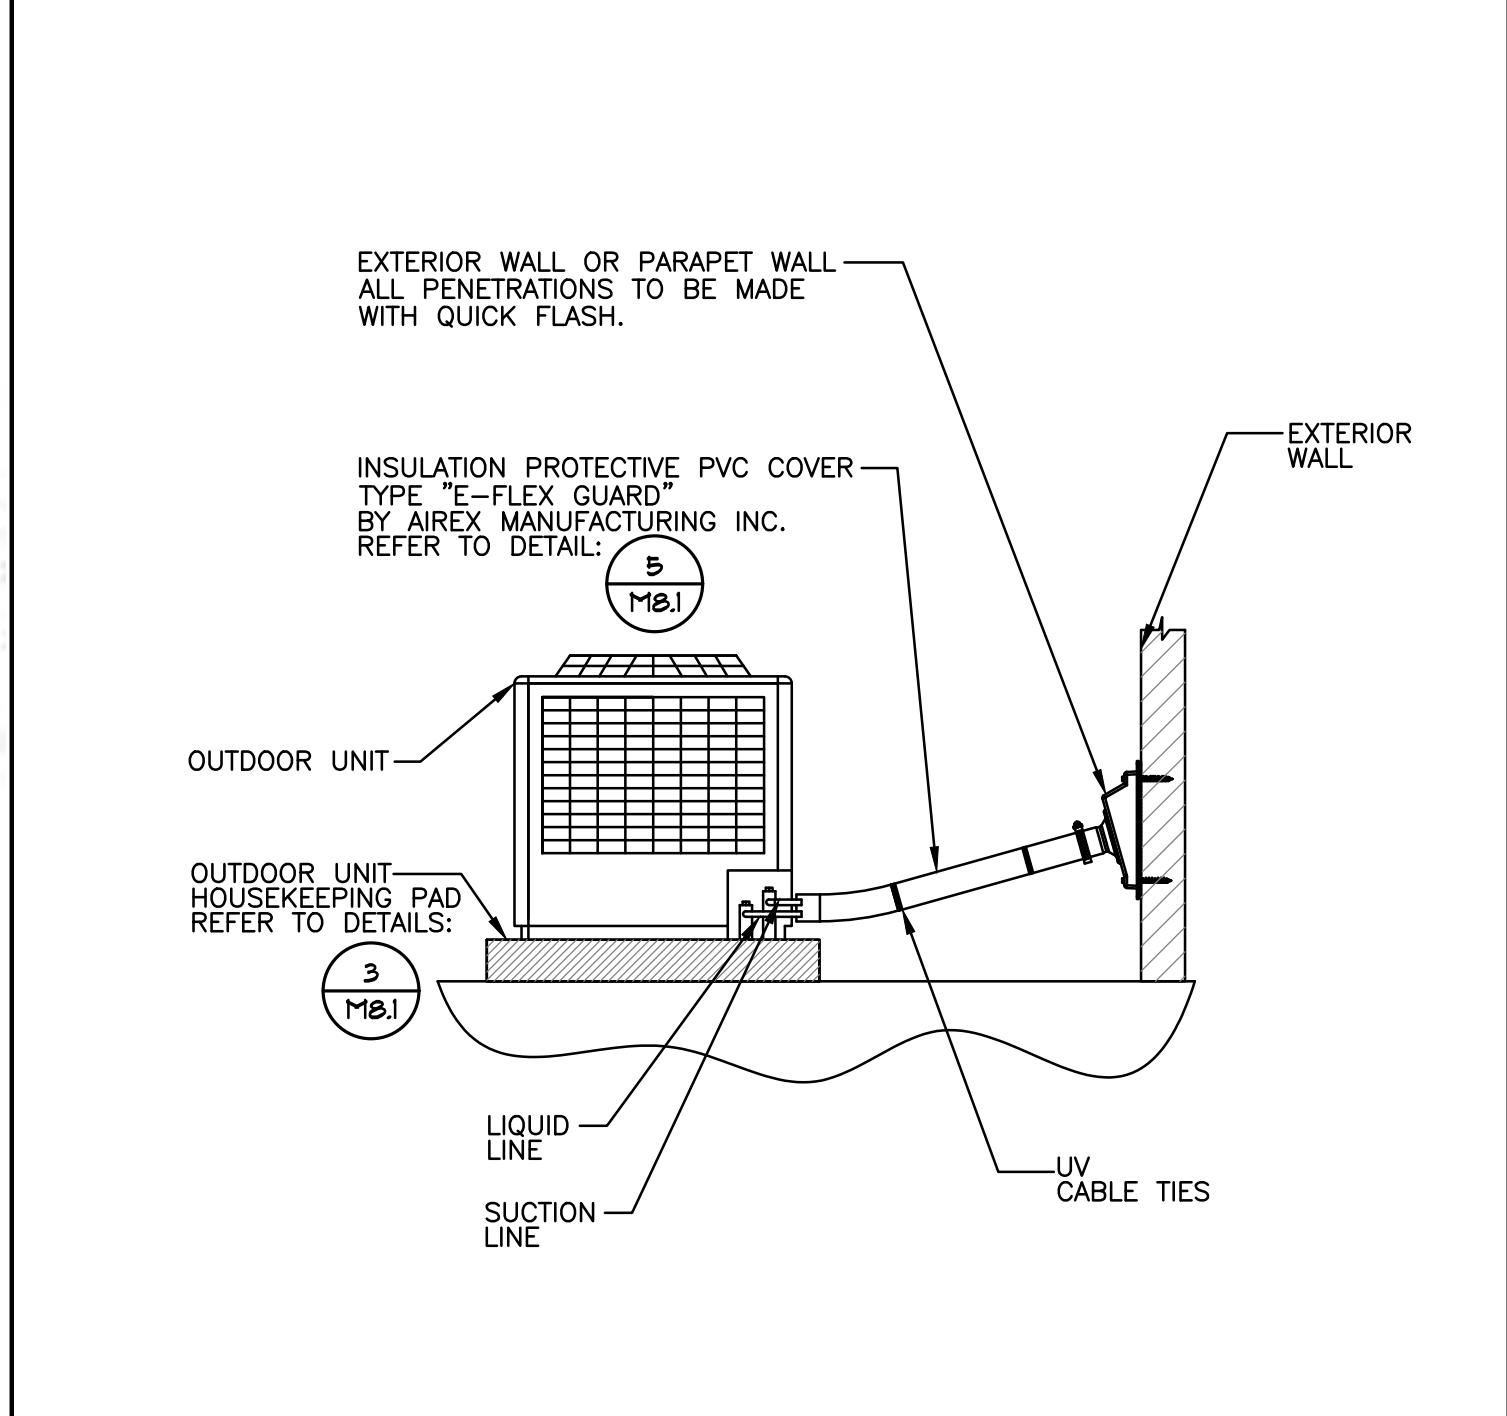 EXTERIOR WALL OR PARAPET WALL
ALL PENETRATIONS TO BE MADE
WITH QUICK FLASH.
EXTERIOR
WALL
INSULATION PROTECTIVE PVC COVER
TYPE "E-FLEX GUARD"
BY AIREX MANUFACTURING INC.
REFER TO DETAIL:
5
M8.1
OUTDOOR UNIT
OUTDOOR UNIT
HOUSEKEEPING PAD
REFER TO DETAILS:
3
M8.1
LIQUID
LINE
UV
CABLE TIES
SUCTION
LINE